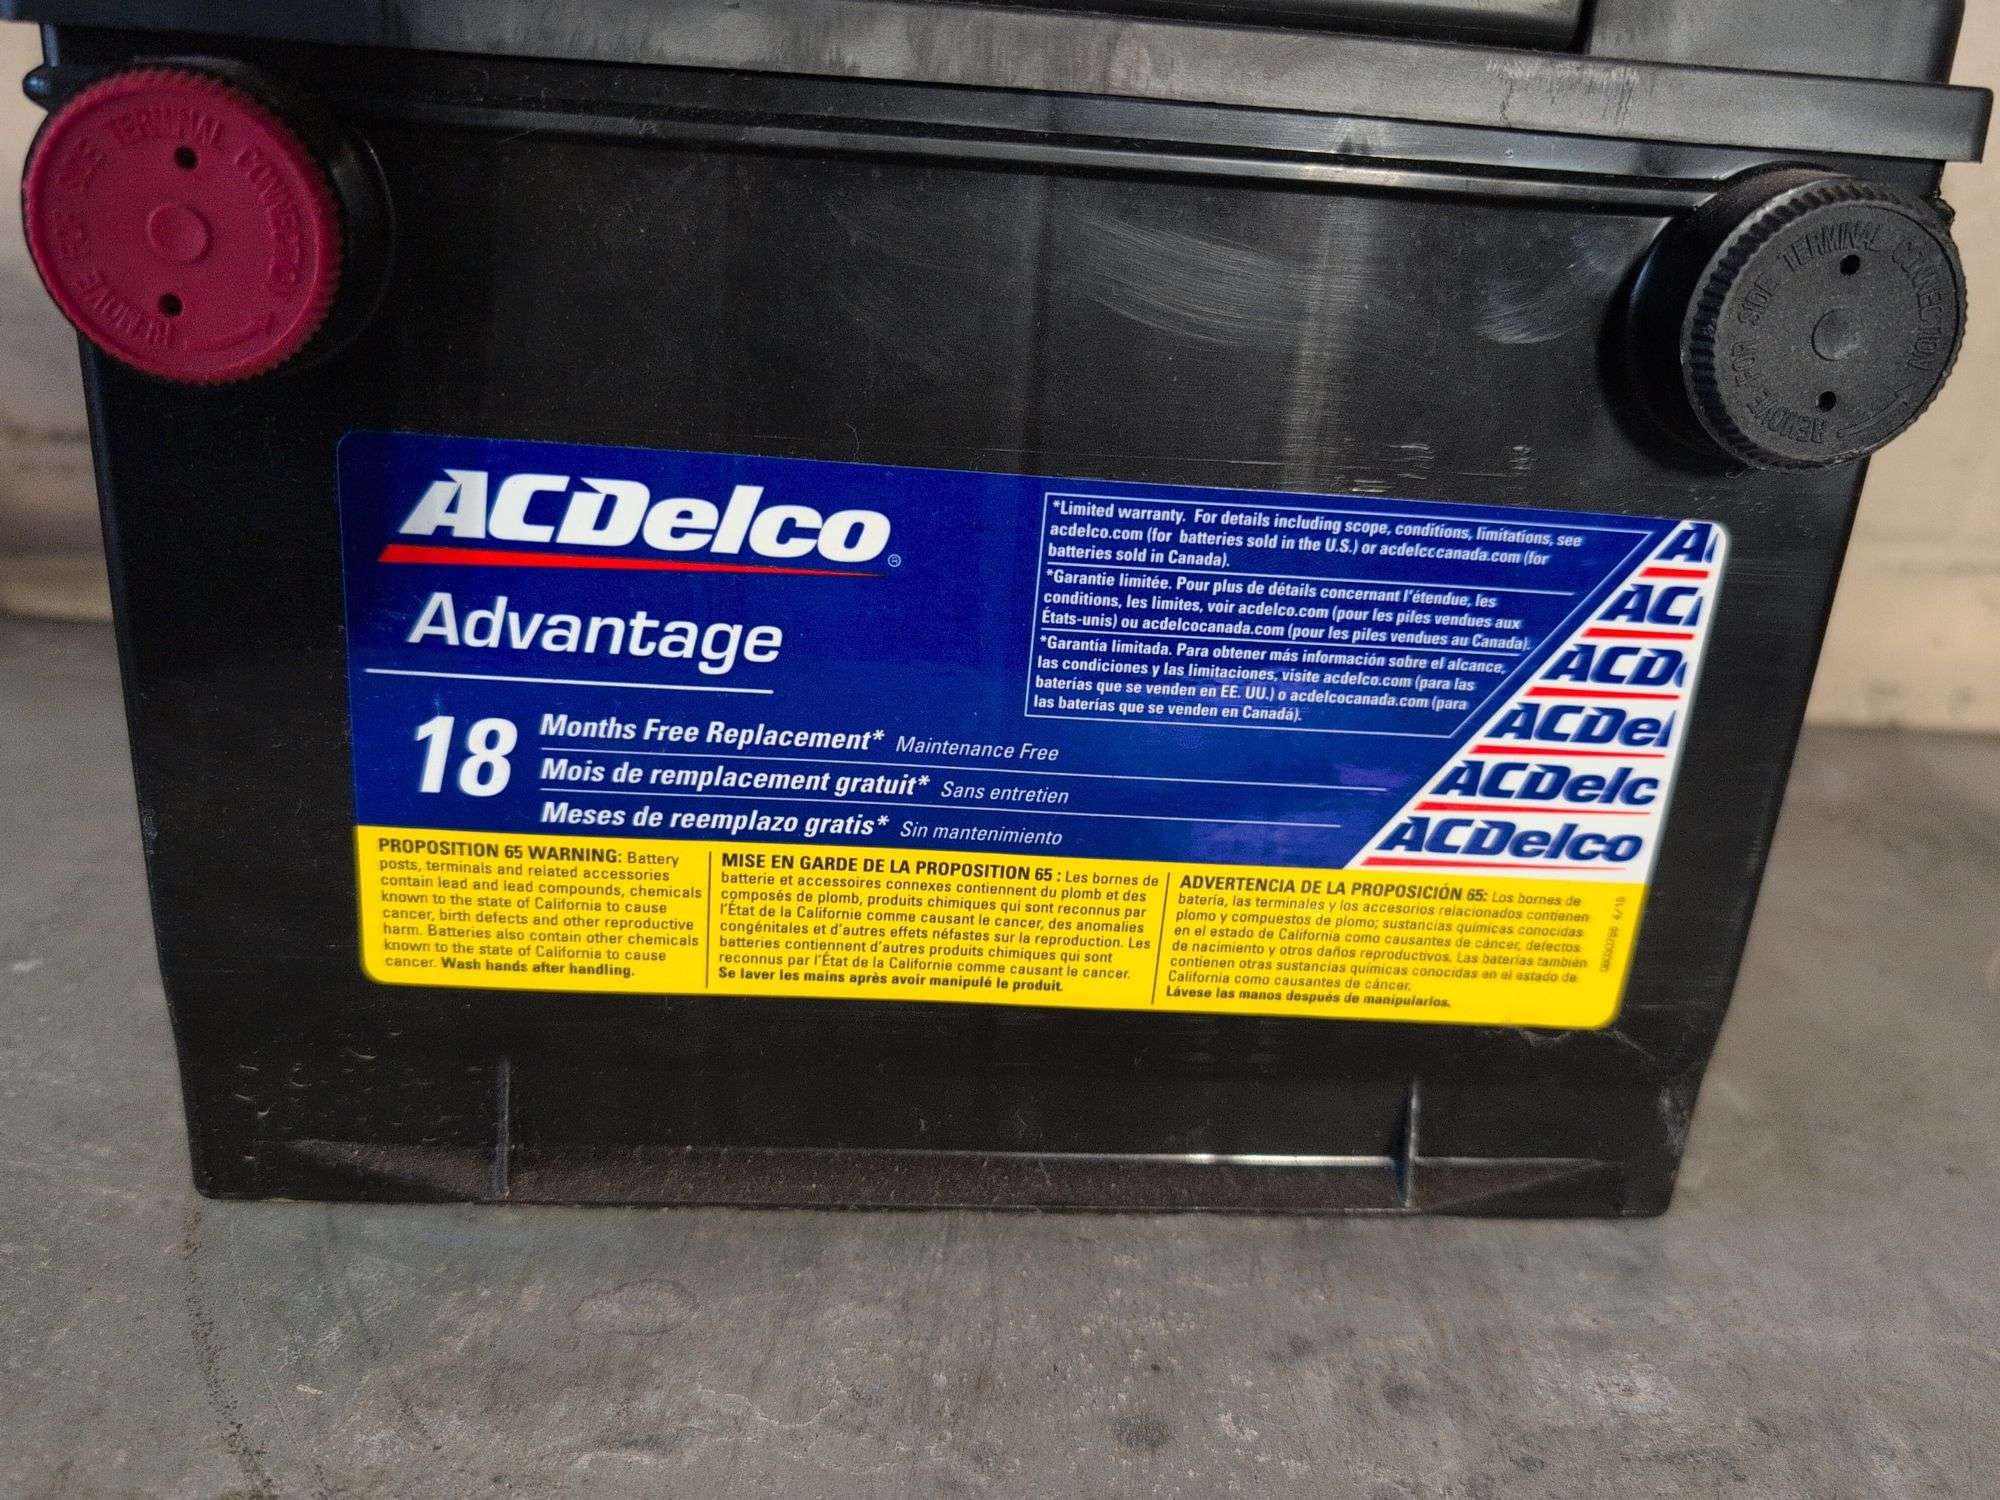 REMOVE FOR SIDE TERMINAL CONNECTION
REMOVE FOR SIDE TERMINAL CONNECTION
ACDelco®
Advantage
18
Months Free Replacement* Maintenance Free
Mois de remplacement gratuit* Sans entretien
Meses de reemplazo gratis* Sin mantenimiento
*Limited warranty. For details including scope, conditions, limitations, see
acdelco.com (for batteries sold in the U.S.) or acdelcccanada.com (for
batteries sold in Canada).
*Garantie limitée. Pour plus de détails concernant l'étendue, les
conditions, les limites, voir acdelco.com (pour les piles vendues aux
États-unis) ou acdelcocanada.com (pour les piles vendues au Canada).
*Garantía limitada. Para obtener más información sobre el alcance,
las condiciones y las limitaciones, visite acdelco.com (para las
baterías que se venden en EE. UU.) o acdelcocanada.com (para
las baterías que se venden en Canadá).
A
AC
ACD
ACDel
ACDelc
ACDelco
PROPOSITION 65 WARNING: Battery
posts, terminals and related accessories
contain lead and lead compounds, chemicals
known to the state of California to cause
cancer, birth defects and other reproductive
harm. Batteries also contain other chemicals
known to the state of California to cause
cancer. Wash hands after handling.
MISE EN GARDE DE LA PROPOSITION 65 : Les bornes de
batterie et accessoires connexes contiennent du plomb et des
composés de plomb, produits chimiques qui sont reconnus par
l'État de la Californie comme causant le cancer, des anomalies
congénitales et d'autres effets néfastes sur la reproduction. Les
batteries contiennent d'autres produits chimiques qui sont
reconnus par l'État de la Californie comme causant le cancer.
Se laver les mains après avoir manipulé le produit.
ADVERTENCIA DE LA PROPOSICIÓN 65: Los bornes de
batería, las terminales y los accesorios relacionados contienen
plomo y compuestos de plomo; sustancias químicas conocidas
en el estado de California como causantes de cáncer, defectos
de nacimiento y otros daños reproductivos. Las baterías también
contienen otras sustancias químicas conocidas en el estado de
California como causantes de cáncer.
Lávese las manos después de manipularlos.